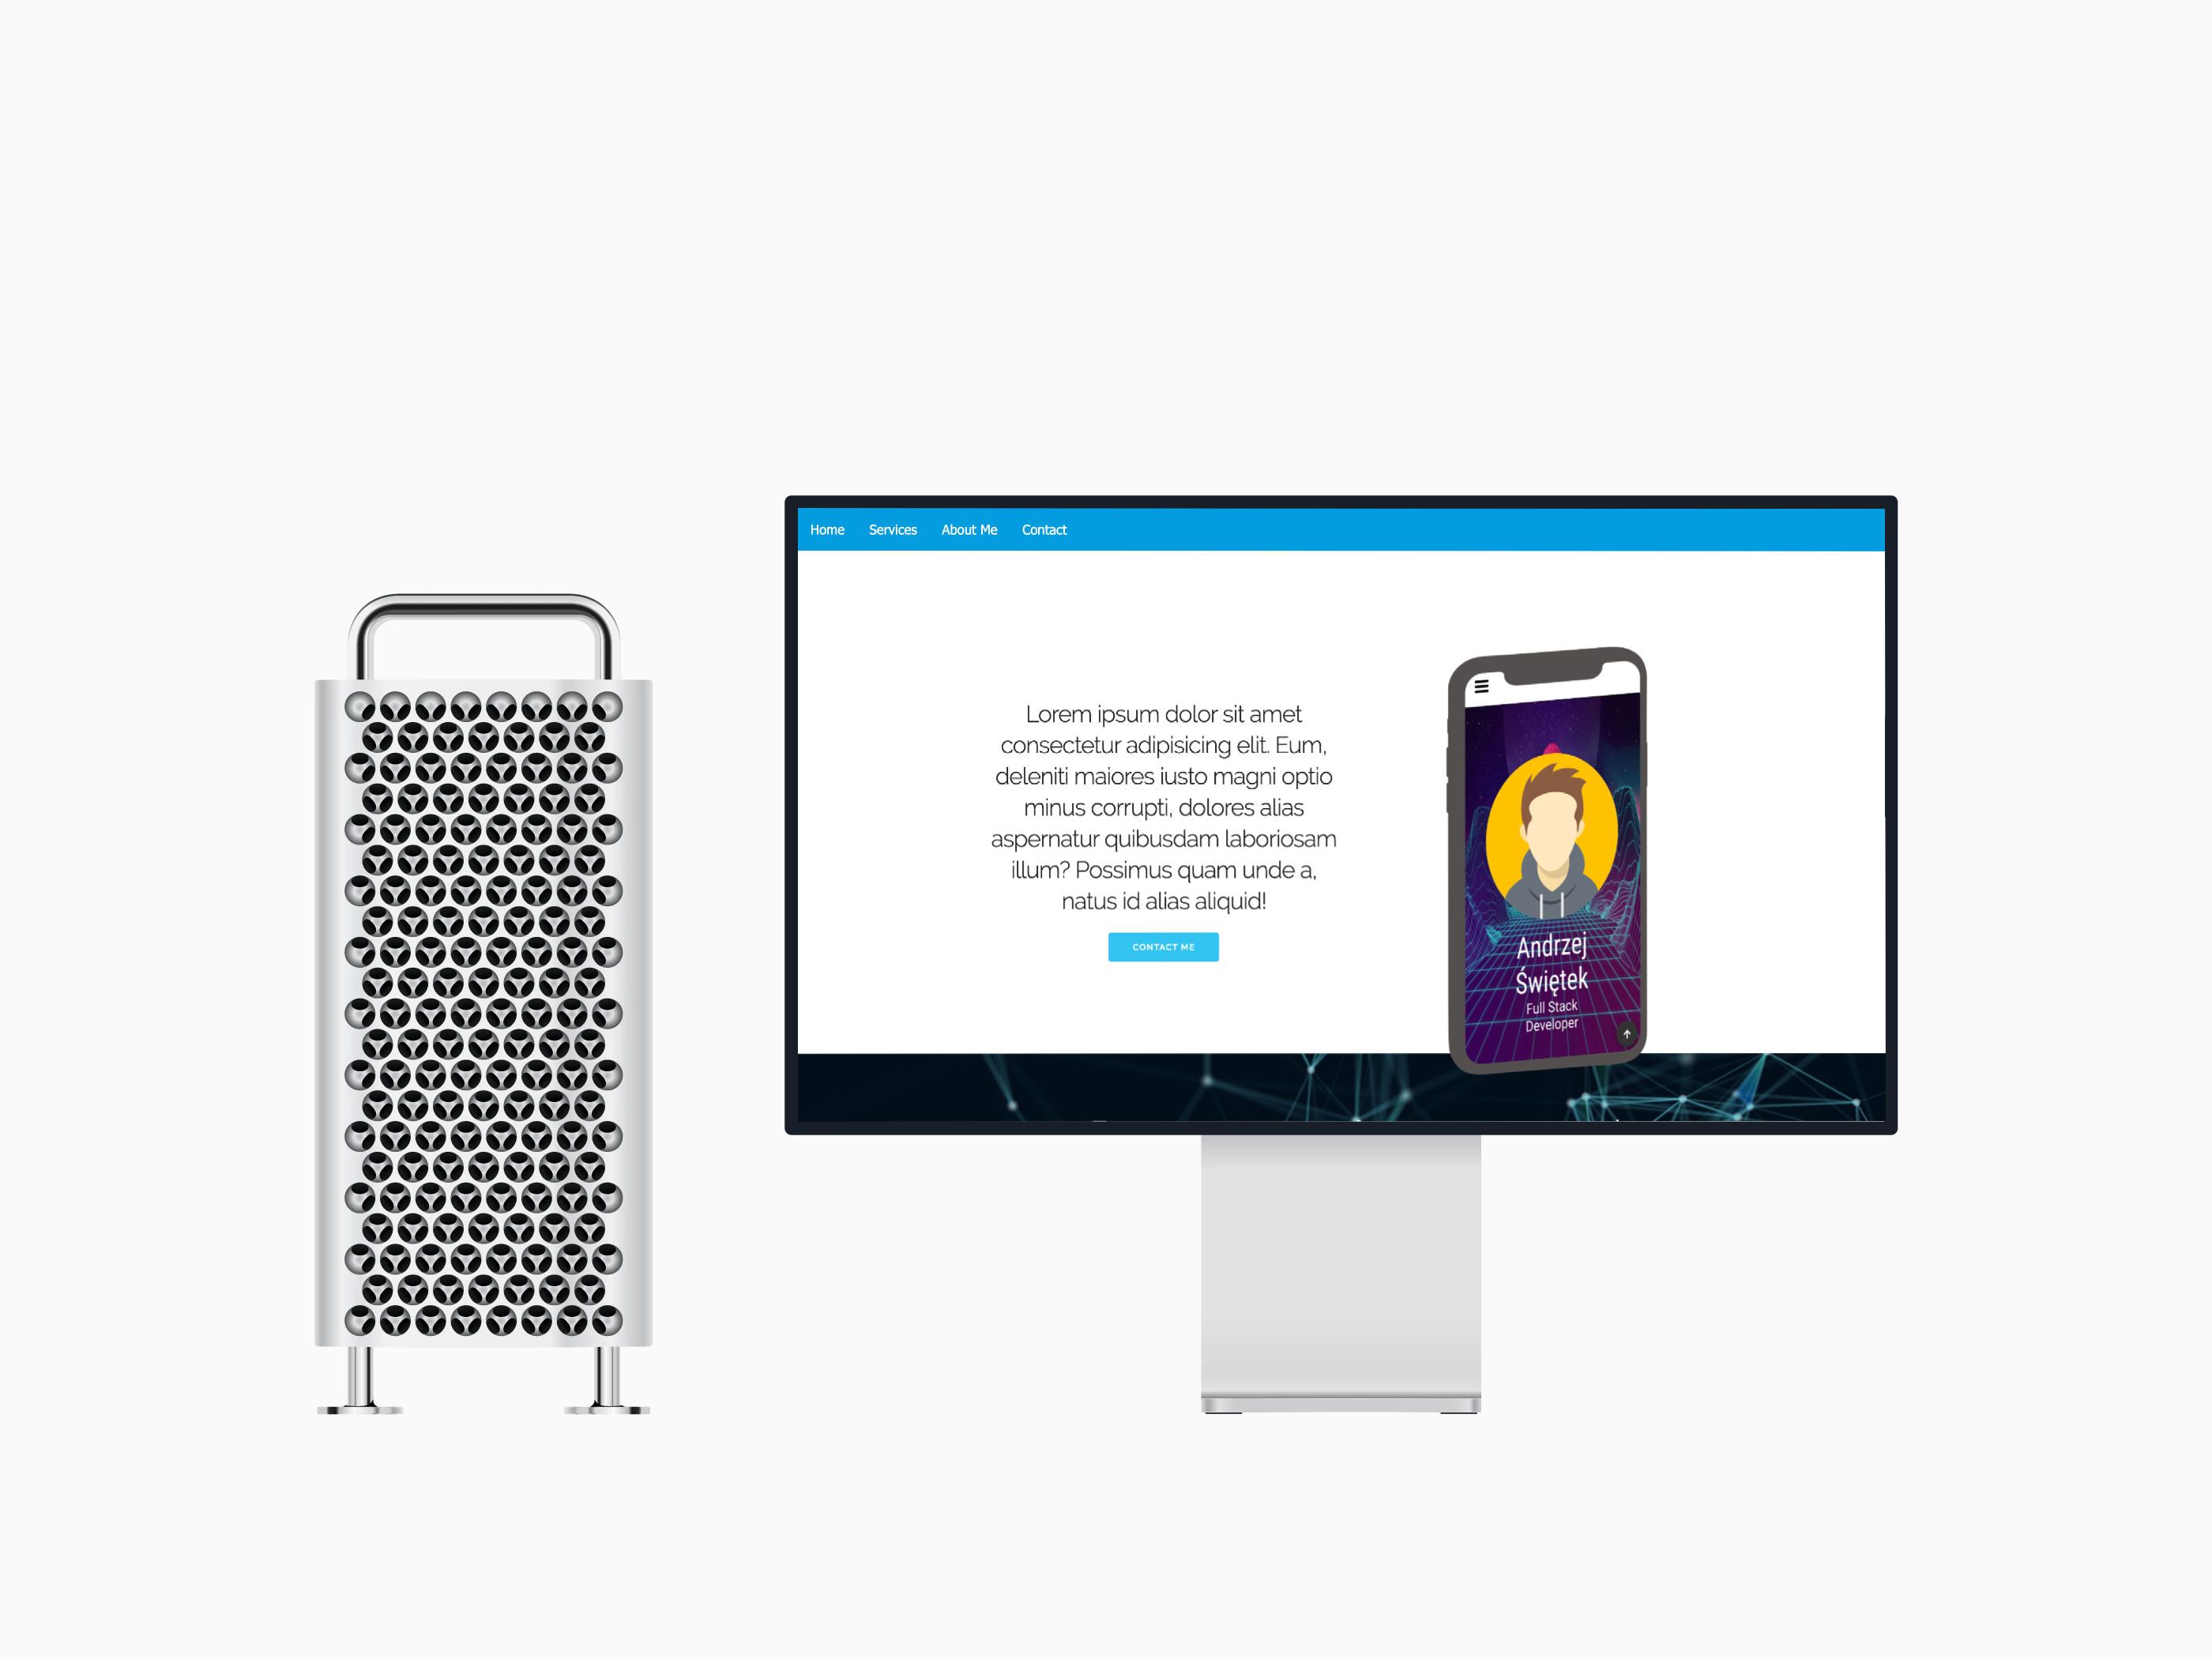 Home Services About Me Contact
Lorem ipsum dolor sit amet
consectetur adipisicing elit. Eum,
deleniti maiores iusto magni optio
minus corrupti, dolores alias
aspernatur quibusdam laboriosam
illum? Possimus quam unde a,
natus id alias aliquid!
CONTACT ME
Andrzej
Świętek
Full Stack
Developer